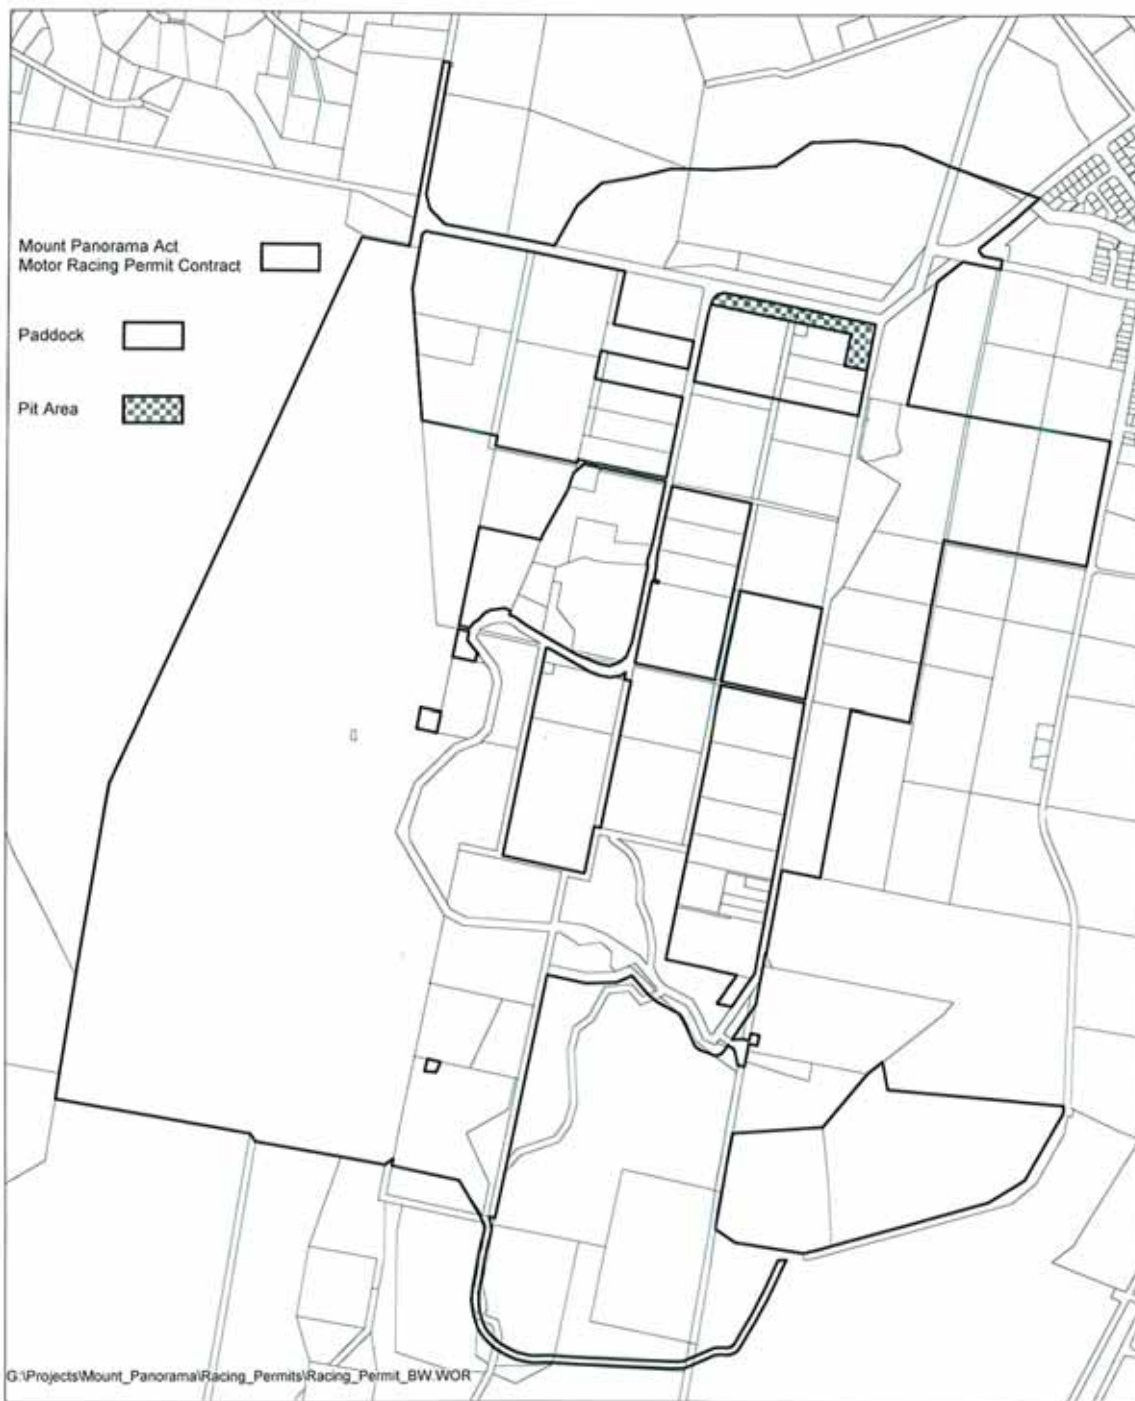 Mount Panorama Act
Motor Racing Permit Contract
Paddock
Pit Area
G:\Projects\Mount_Panorama\Racing_Permits\Racing_Permit_BW.WOR